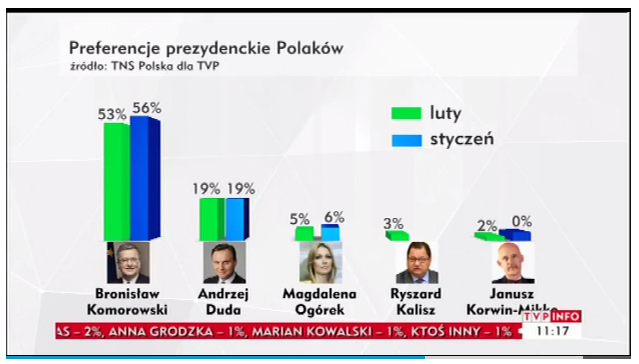 Preferencje prezydenckie Polaków
źródło: TNS Polska dla TVP
luty
styczeń
53% 56%
19% 19%
5% 6%
3%
2% 0%
Bronisław
Komorowski
Andrzej
Duda
Magdalena
Ogórek
Ryszard
Kalisz
Janusz
Korwin-Mikke
TVP INFO
AS – 2%, ANNA GRODZKA – 1%, MARIAN KOWALSKI – 1%, KTOŚ INNY – 1%
11:17